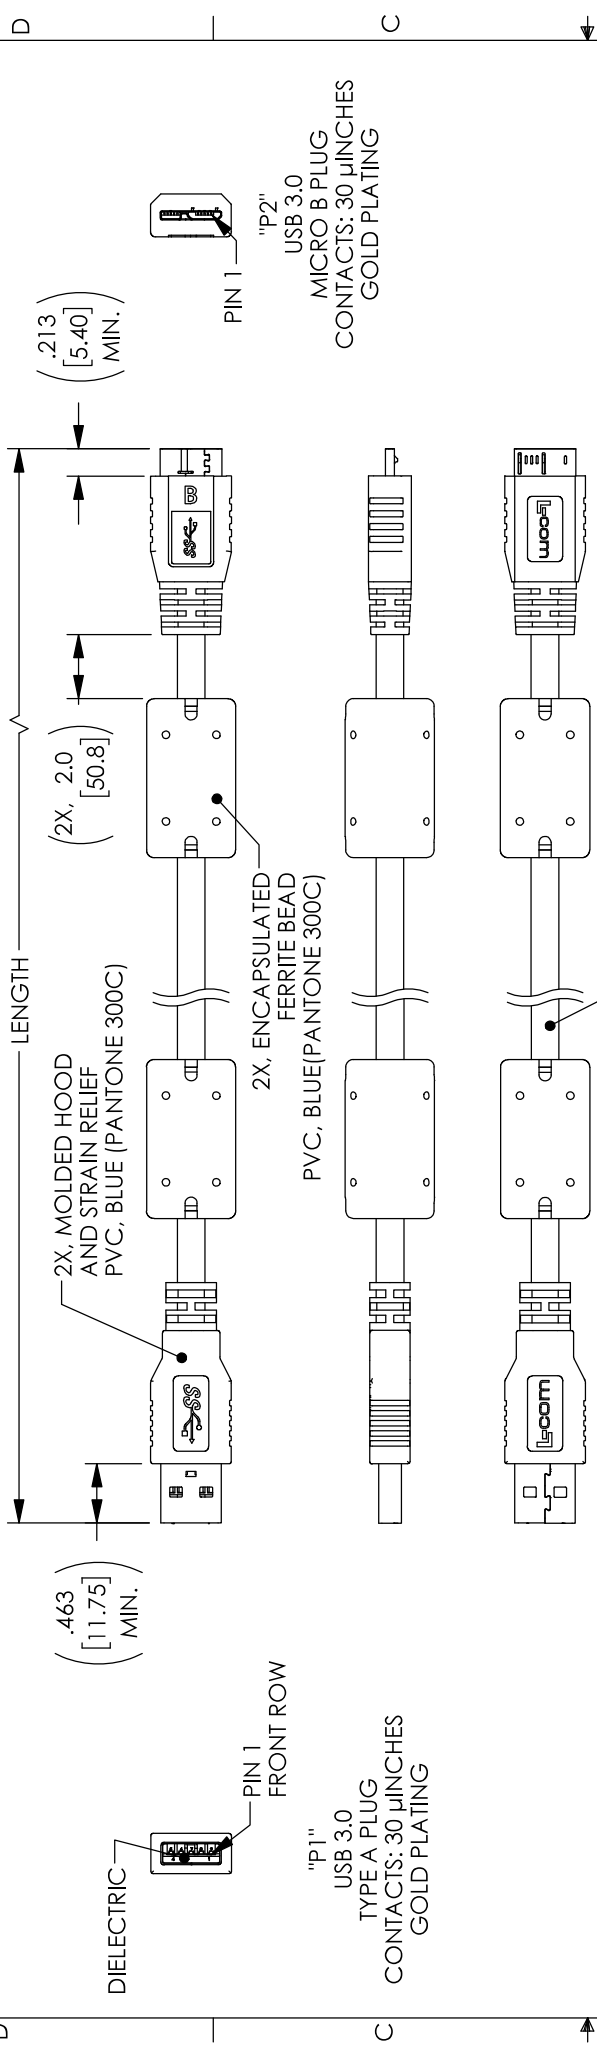 D
C
LENGTH
.463
[11.75]
MIN.
2X, MOLDED HOOD
AND STRAIN RELIEF
PVC, BLUE (PANTONE 300C)
2X, 2.0
[50.8]
.213
[5.40]
MIN.
DIELECTRIC
PIN 1
FRONT ROW
SS
SS
B
PIN 1
2X, ENCAPSULATED
FERRITE BEAD
PVC, BLUE(PANTONE 300C)
"P1"
USB 3.0
TYPE A PLUG
CONTACTS: 30 µINCHES
GOLD PLATING
"P2"
USB 3.0
MICRO B PLUG
CONTACTS: 30 µINCHES
GOLD PLATING
L-com
L-com
C